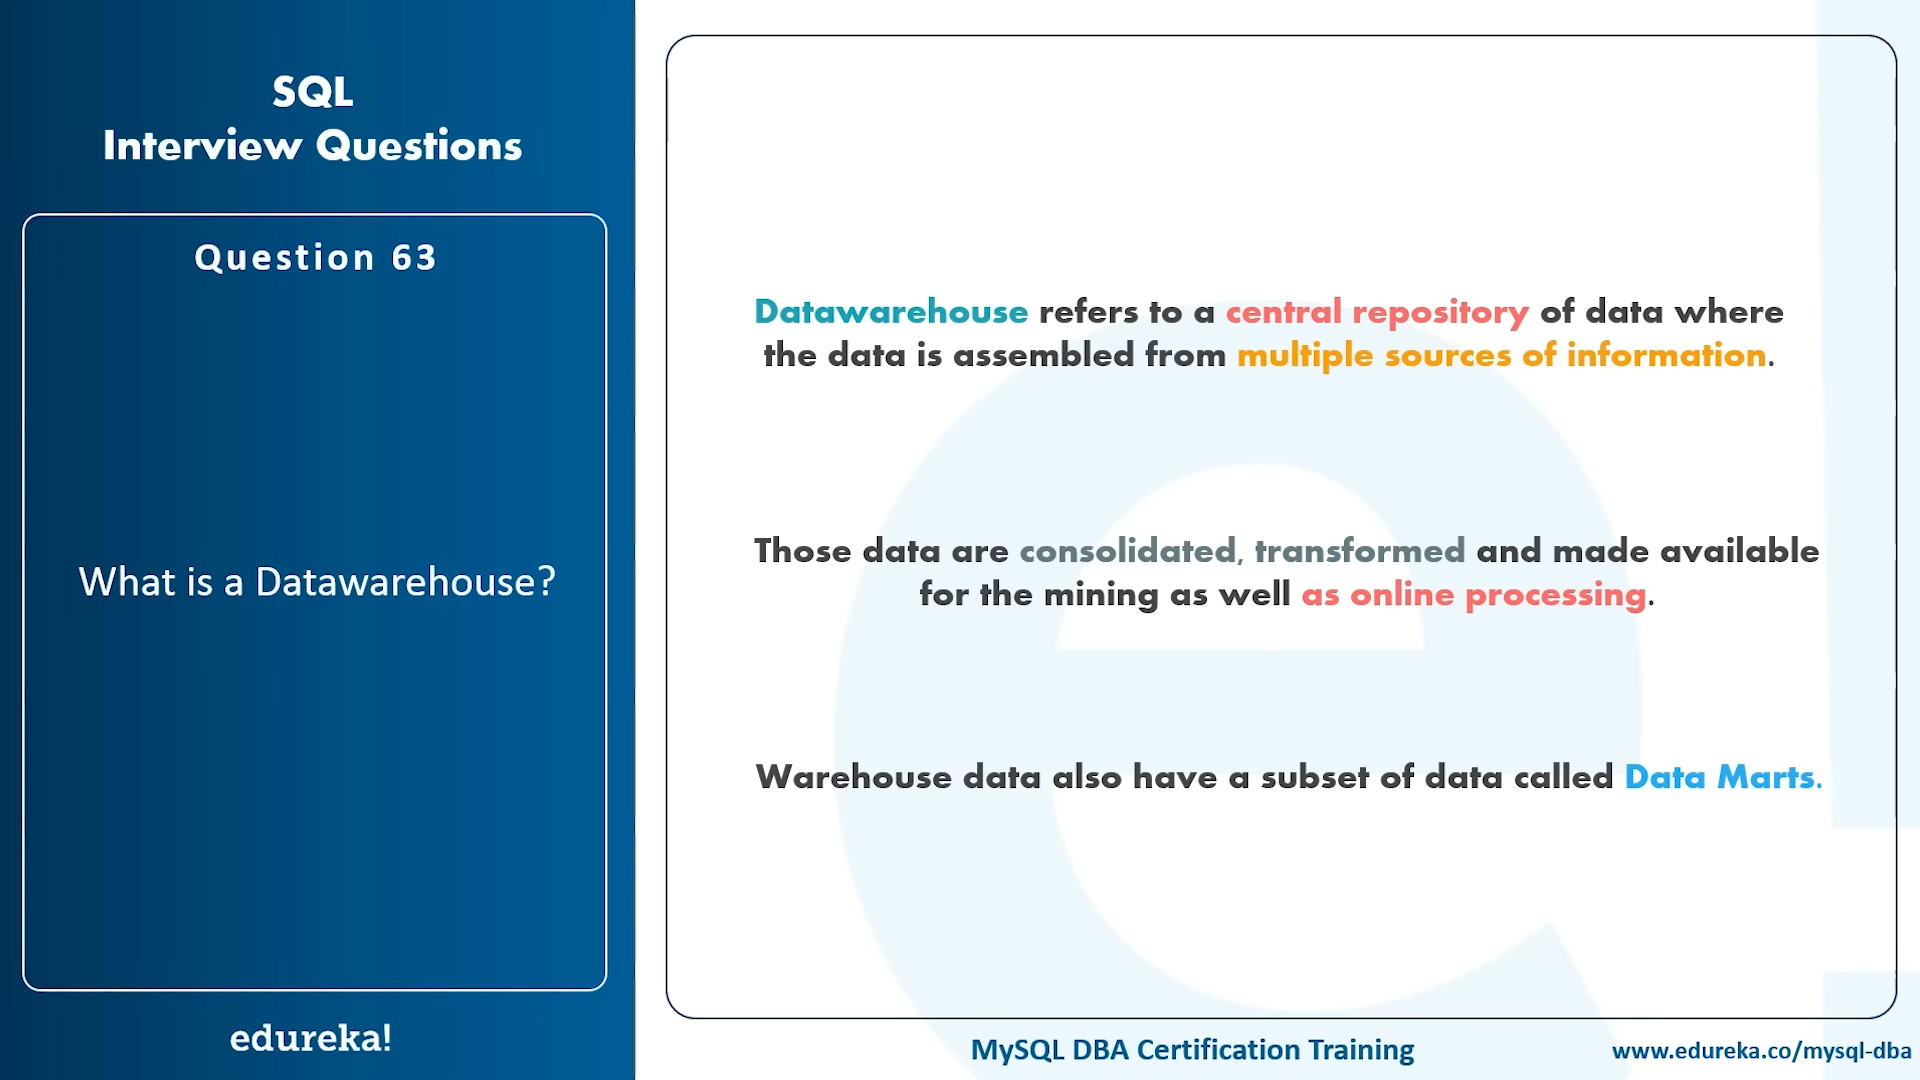 SQL
Interview Questions
Question 63
What is a Datawarehouse?
edureka!
Datawarehouse refers to a central repository of data where
the data is assembled from multiple sources of information.
Those data are consolidated, transformed and made available
for the mining as well as online processing.
Warehouse data also have a subset of data called Data Marts.
MySQL DBA Certification Training
www.edureka.co/mysql-dba